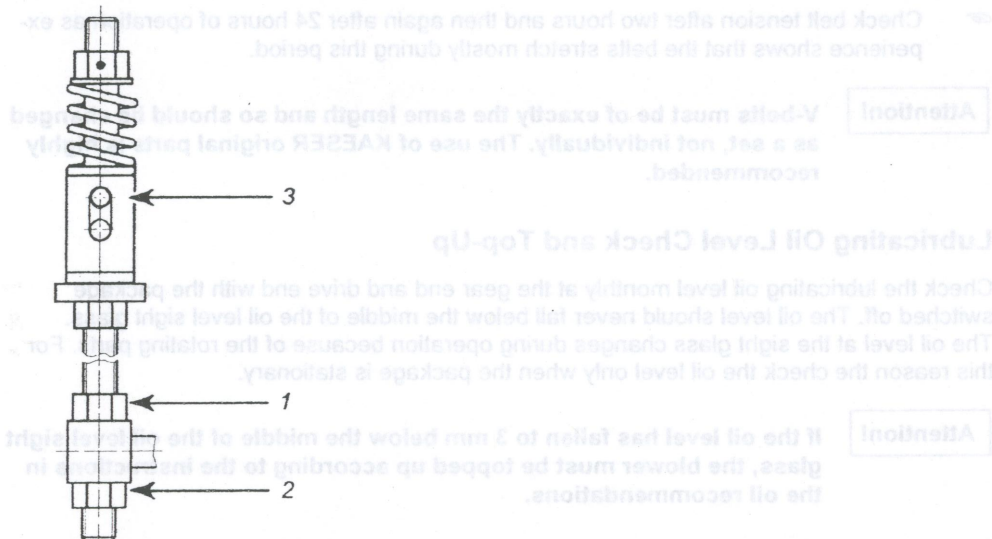 Check belt tension after two hours and then again after 24 hours of operation as ex-
perience shows that the belts stretch mostly during this period.
Attention!
V-belts must be of exactly the same length and so should be changed
as a set, not individually. The use of KAESER original parts highly
recommended.
3
Lubricating Oil Level Check and Top-Up
Check the lubricating oil level monthly at the gear end and drive end with the package
switched off. The oil level should never fall below the middle of the oil level sight glass.
The oil level at the sight glass changes during operation because of the rotating parts. For
this reason the check the oil level only when the package is stationary.
1
Attention!
If the oil level has fallen to 3 mm below the middle of the oil level sight
glass, the blower must be topped up according to the instructions in
the oil recommendations.
2